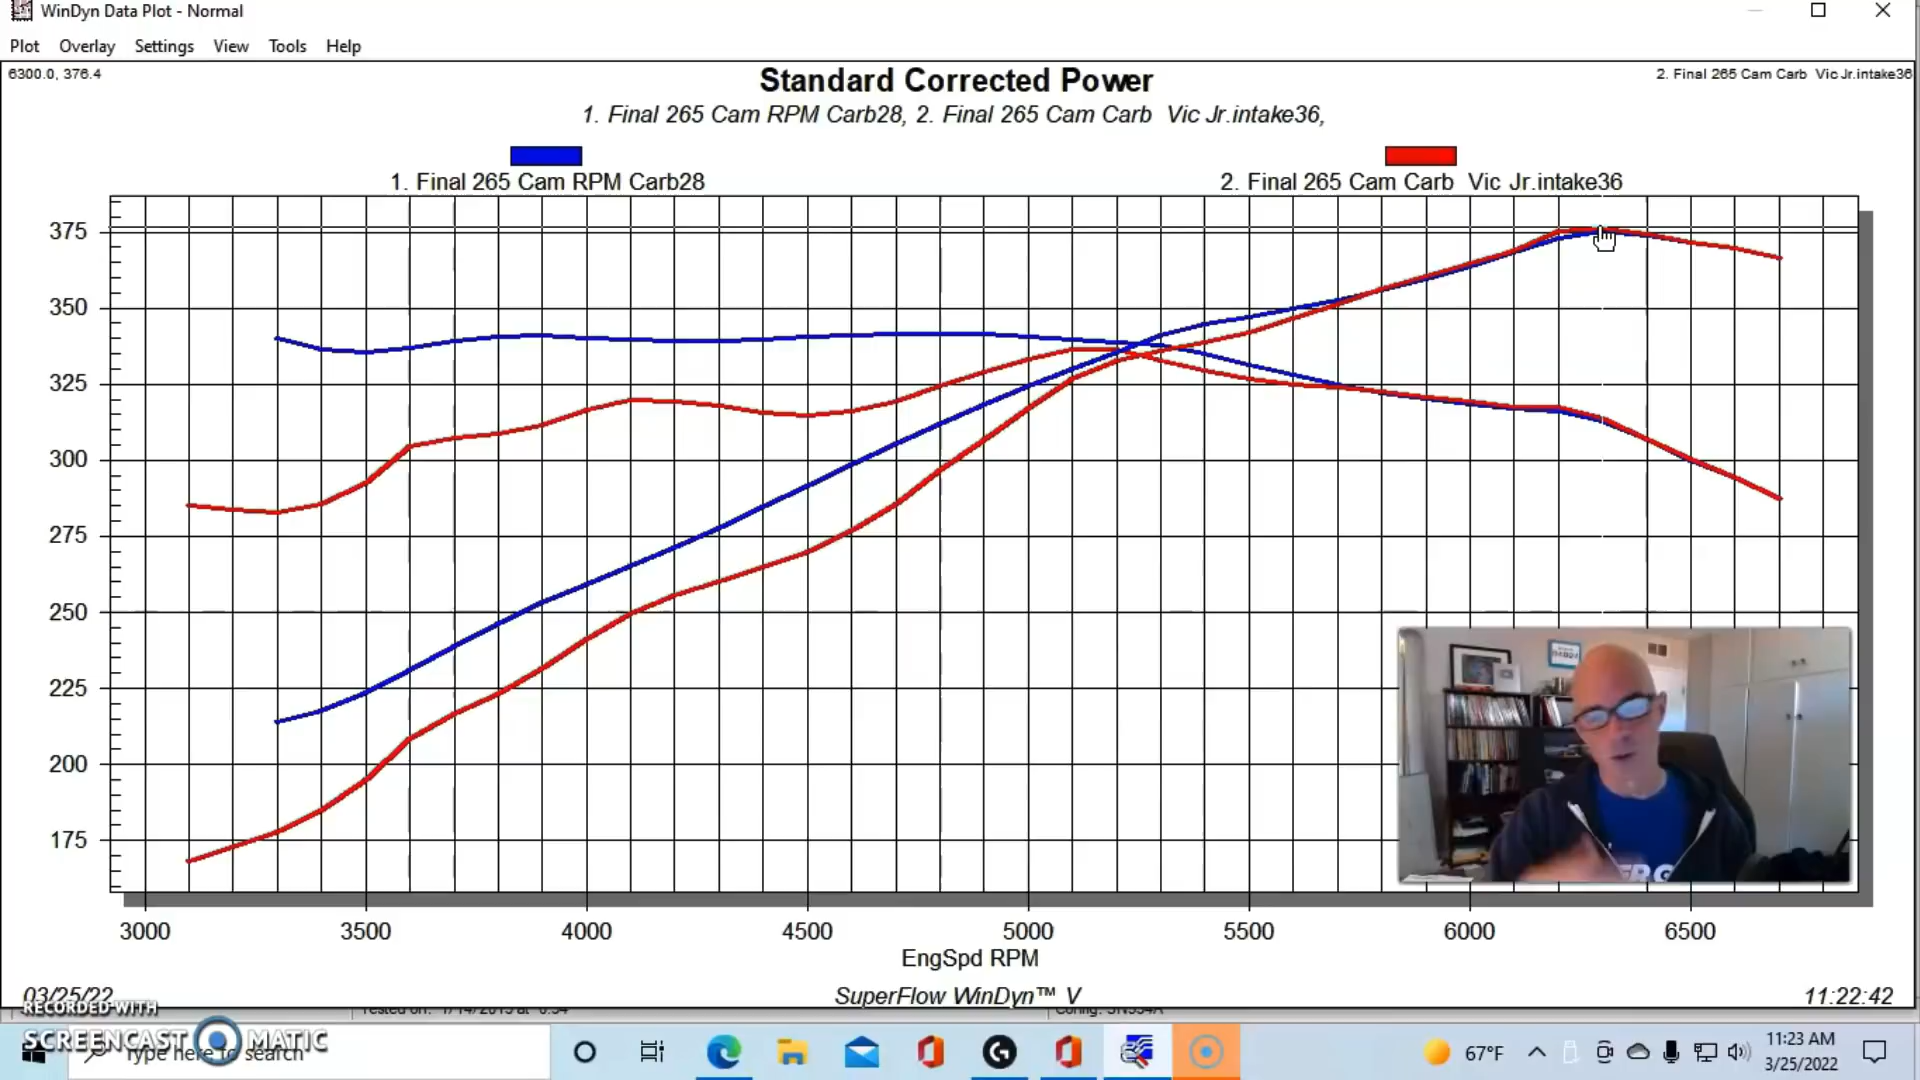 WinDyn Data Plot - Normal
Plot Overlay Settings View Tools Help
6300.0, 376.4
Standard Corrected Power
2. Final 265 Cam Carb Vic Jr.intake36
1. Final 265 Cam RPM Carb28, 2. Final 265 Cam Carb Vic Jr.intake36,
1. Final 265 Cam RPM Carb28
2. Final 265 Cam Carb Vic Jr.intake36
375
350
325
300
275
250
225
200
175
3000 3500 4000 4500 5000 5500 6000 6500
EngSpd RPM
03/25/22
SuperFlow WinDyn™ V
11:22:42
RECORDED WITH
SCREENCAST MATIC
Type here to search
67°F
11:23 AM
3/25/2022